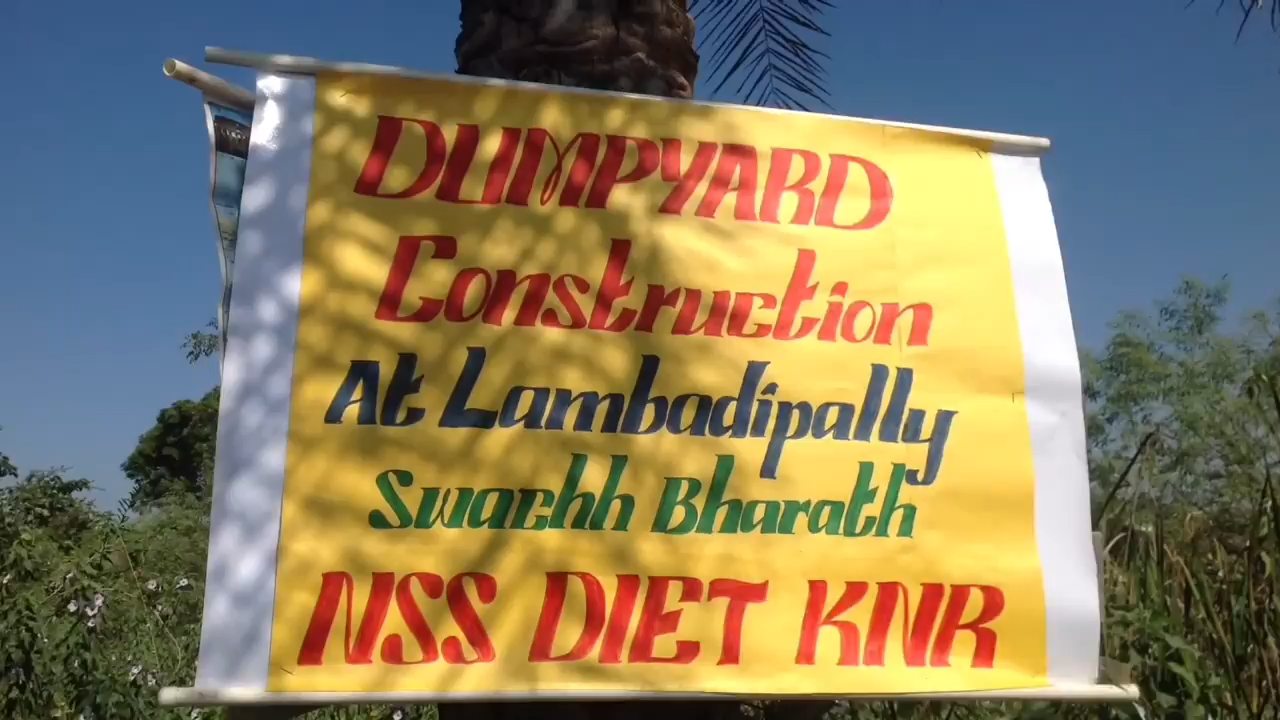 DUMPYARD
Construction
At Lambadipally
Swachh Bharath
NSS DIET KNR